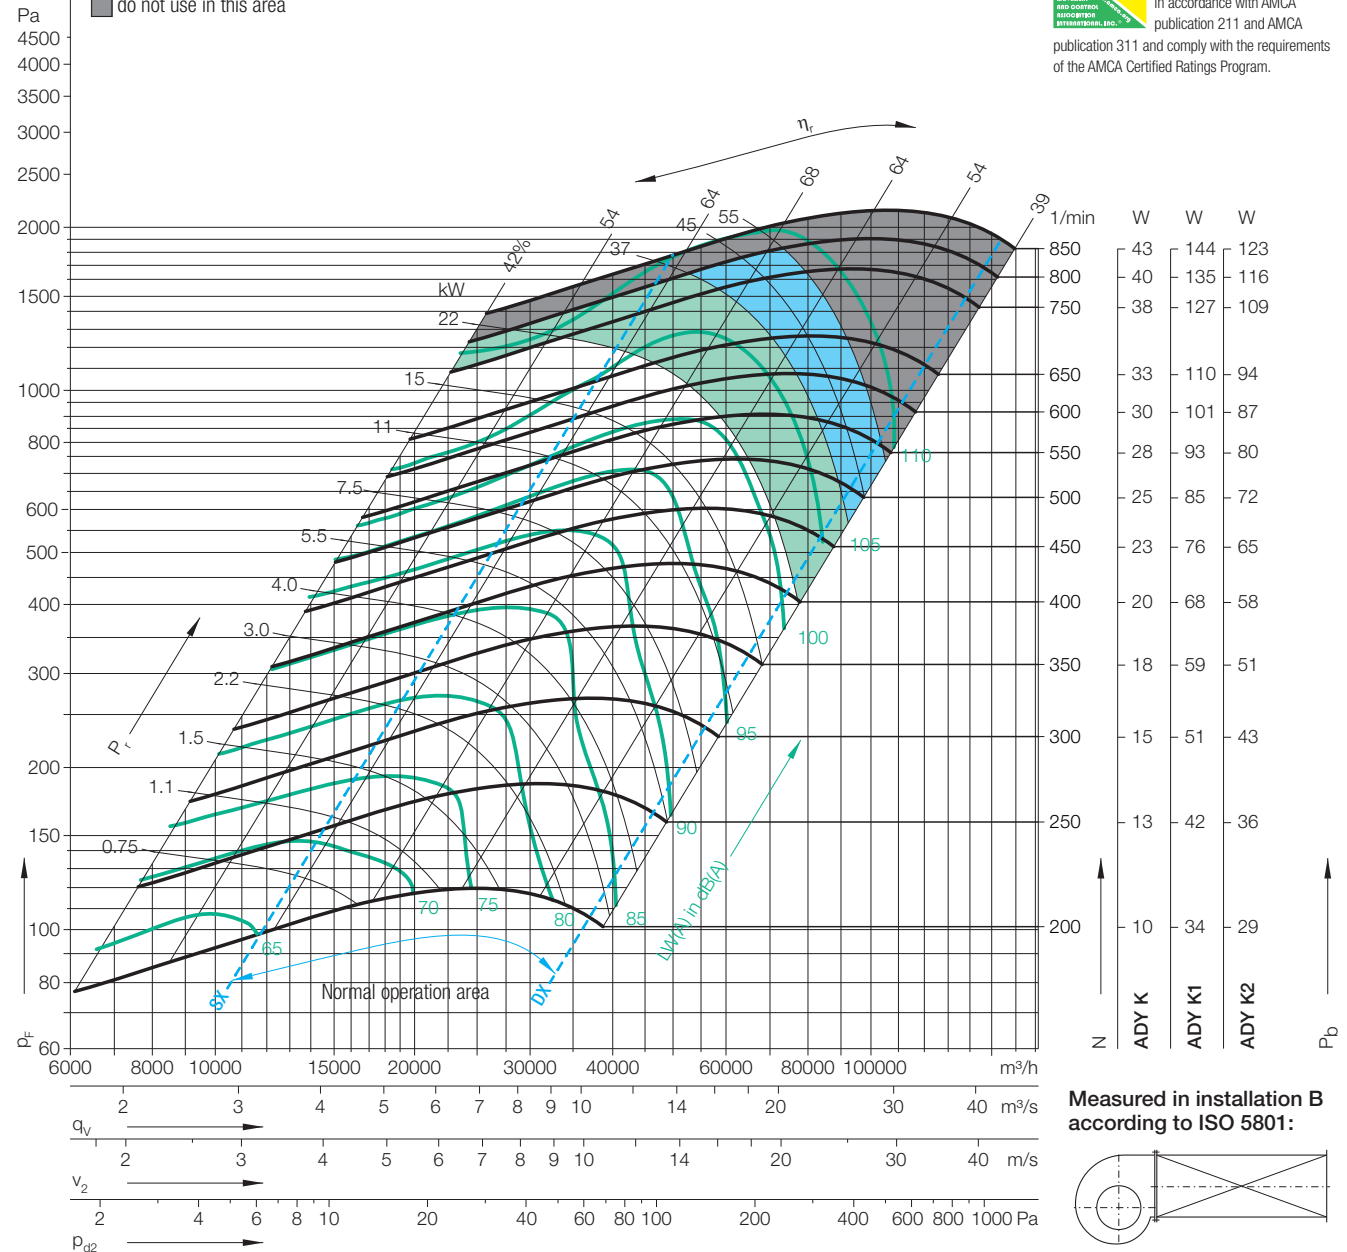 Pa
do not use in this area
AND CONTROL
ASSOCIATION
INTERNATIONAL, INC.®
in accordance with AMCA
publication 211 and AMCA
publication 311 and comply with the requirements
of the AMCA Certified Ratings Program.
4500
4000
3500
3000
2500
2000
1500
1000
800
600
500
400
300
200
150
100
80
60
pF
ηr
42%
54
64
68
64
54
39
kW
22
37
45
55
15
11
7.5
5.5
4.0
3.0
2.2
1.5
1.1
0.75
Pr
65
70
75
80
85
90
95
100
105
110
LW(A) in dB(A)
SX
DX
Normal operation area
1/min W W W
850 43 144 123
800 40 135 116
750 38 127 109
650 33 110 94
600 30 101 87
550 28 93 80
500 25 85 72
450 23 76 65
400 20 68 58
350 18 59 51
300 15 51 43
250 13 42 36
200 10 34 29
N
ADY K
ADY K1
ADY K2
Pb
6000 8000 10000 15000 20000 30000 40000 60000 80000 100000 m³/h
2 3 4 5 6 7 8 9 10 14 20 30 40 m³/s
qV
2 3 4 5 6 7 8 9 10 14 20 30 40 m/s
v2
2 4 6 8 10 20 40 60 80 100 200 400 600 800 1000 Pa
pd2
Measured in installation B
according to ISO 5801: